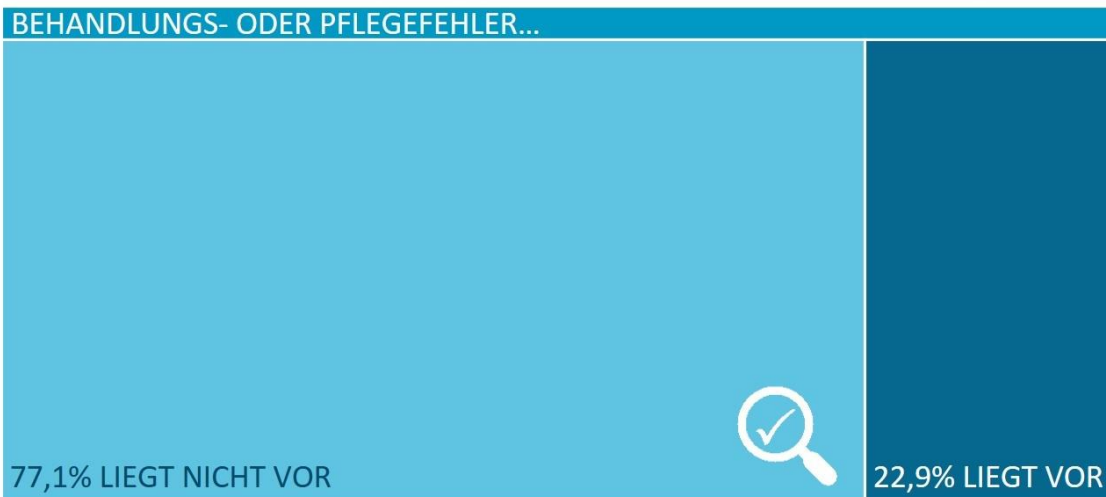 BEHANDLUNGS- ODER PFLEGEFEHLER...
77,1% LIEGT NICHT VOR
22,9% LIEGT VOR